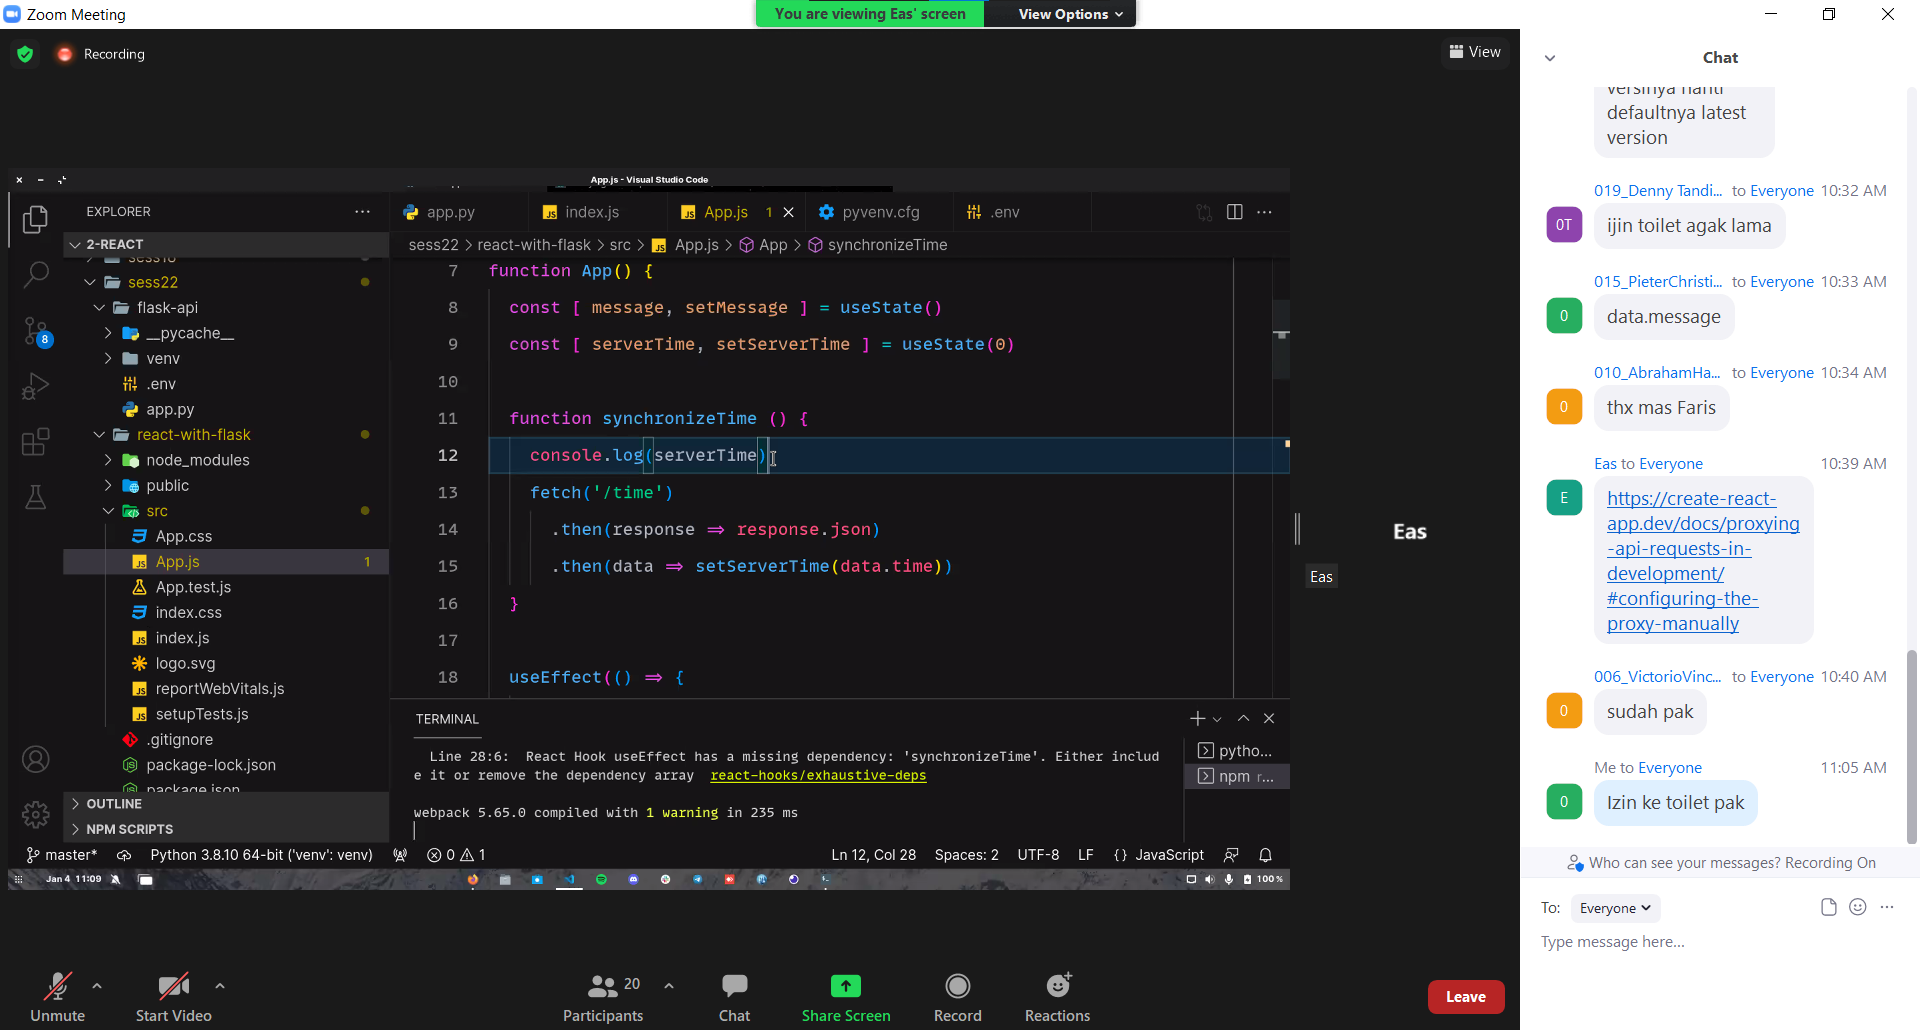 Zoom Meeting
You are viewing Eas' screen
View Options
Recording
View
App.js - Visual Studio Code
EXPLORER
2-REACT
sess18
sess22
flask-api
__pycache__
venv
.env
app.py
react-with-flask
node_modules
public
src
App.css
App.js 1
App.test.js
index.css
index.js
logo.svg
reportWebVitals.js
setupTests.js
.gitignore
package-lock.json
package.json
OUTLINE
NPM SCRIPTS
8
app.py
index.js
App.js 1
pyvenv.cfg
.env
sess22 > react-with-flask > src > App.js > App > synchronizeTime
7 function App() {
8 const [ message, setMessage ] = useState()
9 const [ serverTime, setServerTime ] = useState(0)
10
11 function synchronizeTime () {
12 console.log(serverTime)
13 fetch('/time')
14 .then(response ⇒ response.json)
15 .then(data ⇒ setServerTime(data.time))
16 }
17
18 useEffect(() ⇒ {
TERMINAL
Line 28:6: React Hook useEffect has a missing dependency: 'synchronizeTime'. Either includ
e it or remove the dependency array react-hooks/exhaustive-deps
webpack 5.65.0 compiled with 1 warning in 235 ms
pytho...
npm r...
master* Python 3.8.10 64-bit ('venv': venv) 0 1 Ln 12, Col 28 Spaces: 2 UTF-8 LF {} JavaScript
Jan 4 11:09
100 %
Eas
Eas
Unmute
Start Video
Participants
20
Chat
Share Screen
Record
Reactions
Leave
Chat
versinya nanti
defaultnya latest
version
019_Denny Tandi... to Everyone 10:32 AM
0T
ijin toilet agak lama
015_PieterChristi... to Everyone 10:33 AM
0
data.message
010_AbrahamHa... to Everyone 10:34 AM
0
thx mas Faris
Eas to Everyone 10:39 AM
E
https://create-react-
app.dev/docs/proxying
-api-requests-in-
development/
#configuring-the-
proxy-manually
006_VictorioVinc... to Everyone 10:40 AM
0
sudah pak
Me to Everyone 11:05 AM
0
Izin ke toilet pak
Who can see your messages? Recording On
To: Everyone
Type message here...